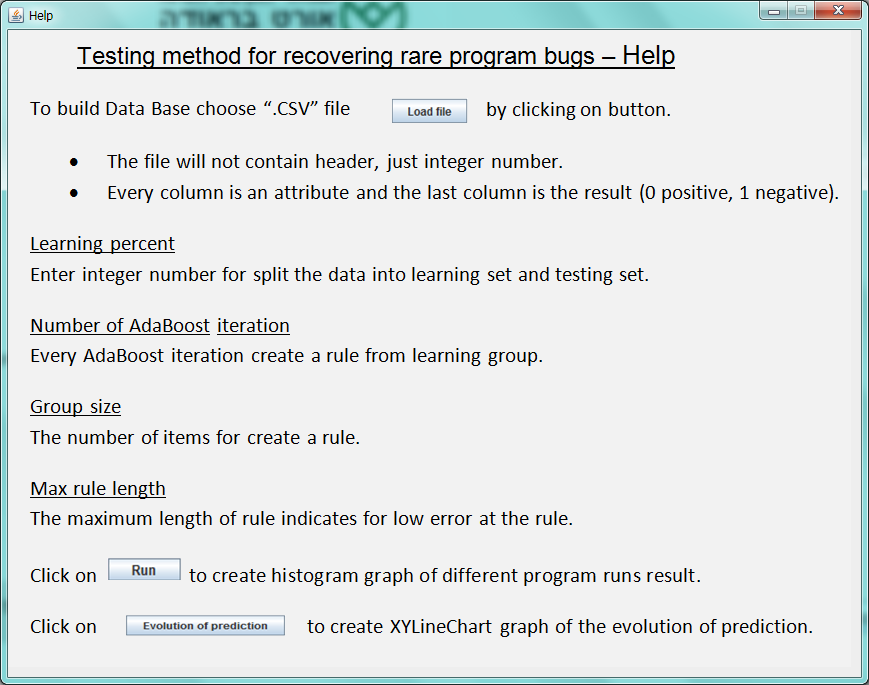 Help
אורט בראודה
Testing method for recovering rare program bugs – Help
To build Data Base choose “.CSV” file Load file by clicking on button.
• The file will not contain header, just integer number.
• Every column is an attribute and the last column is the result (0 positive, 1 negative).
Learning percent
Enter integer number for split the data into learning set and testing set.
Number of AdaBoost iteration
Every AdaBoost iteration create a rule from learning group.
Group size
The number of items for create a rule.
Max rule length
The maximum length of rule indicates for low error at the rule.
Click on Run to create histogram graph of different program runs result.
Click on Evolution of prediction to create XYLineChart graph of the evolution of prediction.